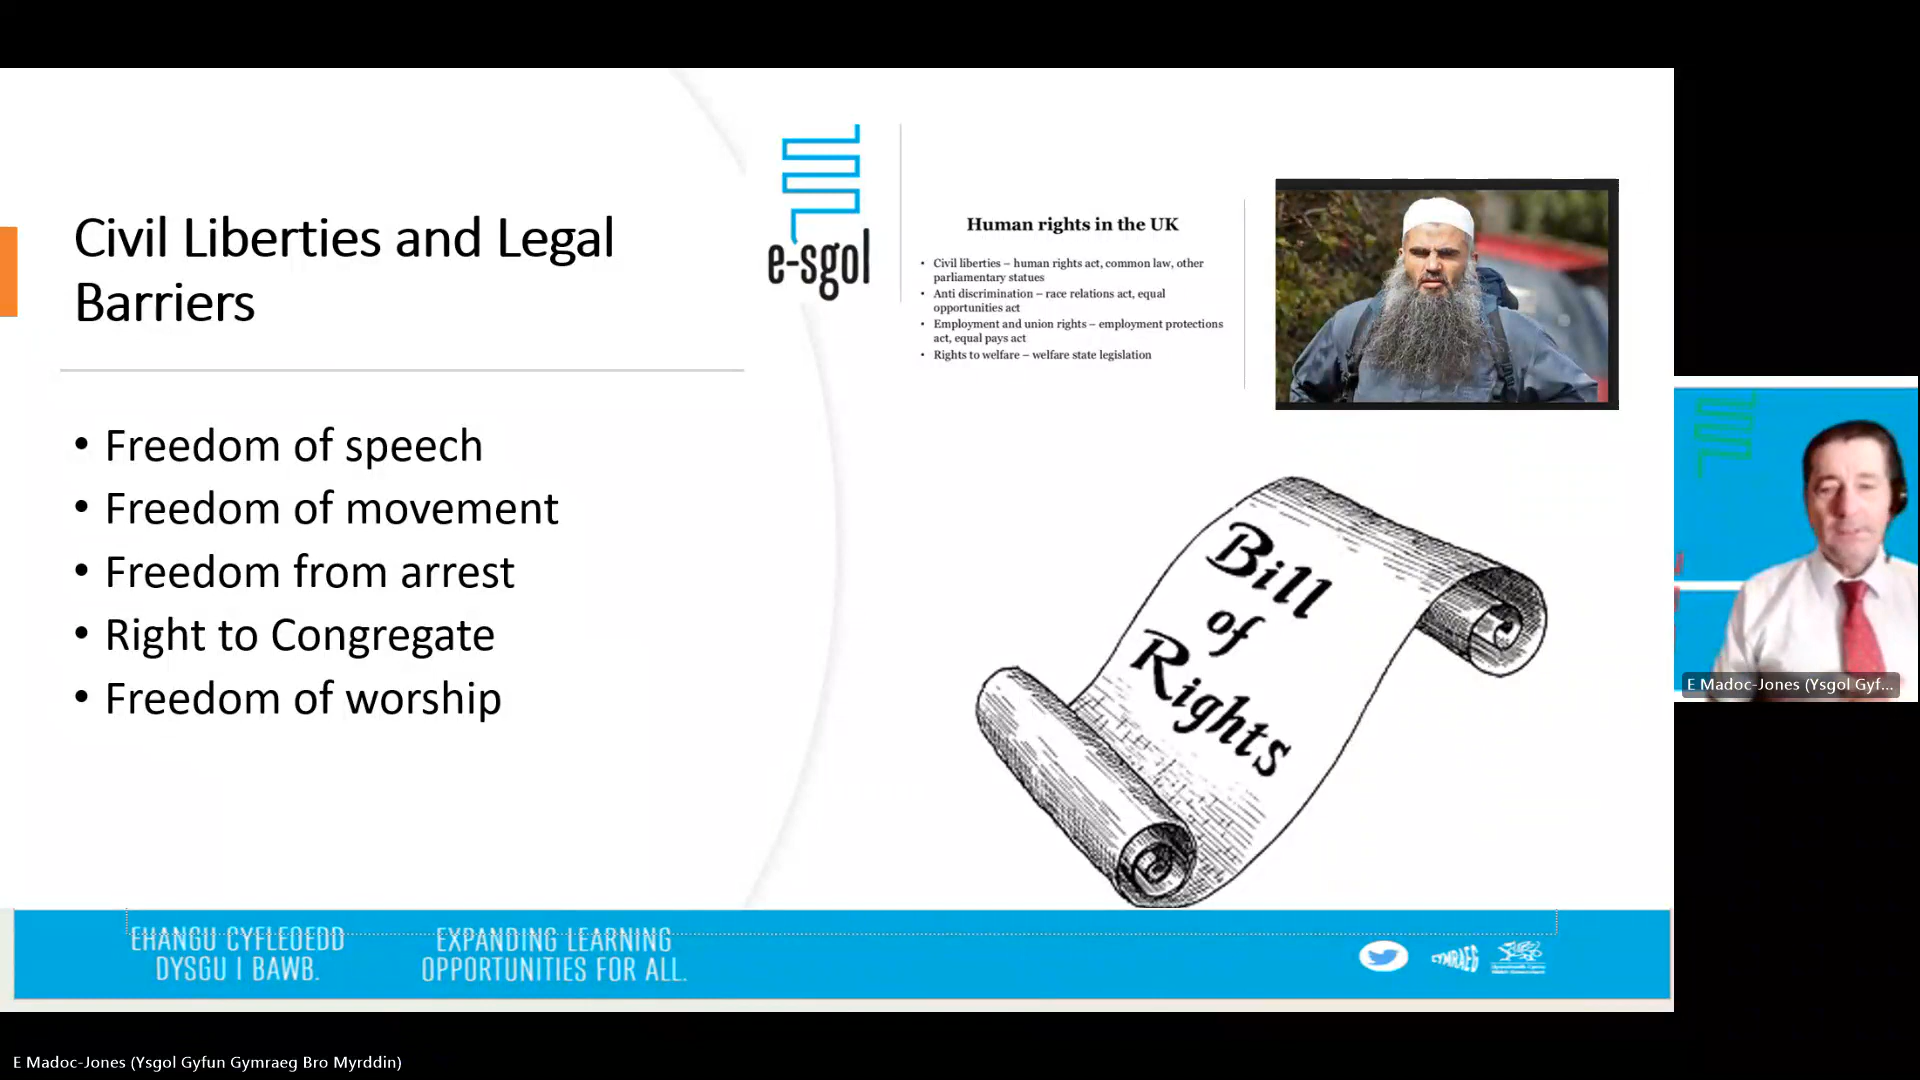 Civil Liberties and Legal
Barriers
• Freedom of speech
• Freedom of movement
• Freedom from arrest
• Right to Congregate
• Freedom of worship
e-sgol
Human rights in the UK
• Civil liberties – human rights act, common law, other
parliamentary statues
• Anti discrimination – race relations act, equal
opportunities act
• Employment and union rights – employment protections
act, equal pays act
• Rights to welfare – welfare state legislation
Bill
of
Rights
E Madoc-Jones (Ysgol Gyf...
EHANGU CYFLEOEDD
DYSGU I BAWB.
EXPANDING LEARNING
OPPORTUNITIES FOR ALL.
CYMRAEG
E Madoc-Jones (Ysgol Gyfun Gymraeg Bro Myrddin)